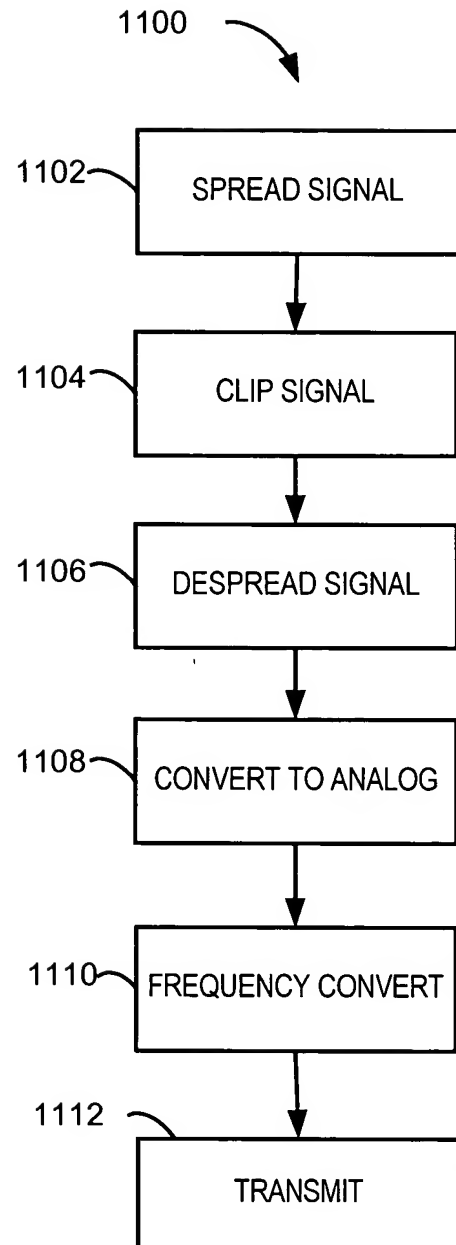 1100
1102
SPREAD SIGNAL
1104
CLIP SIGNAL
1106
DESPREAD SIGNAL
1108
CONVERT TO ANALOG
1110
FREQUENCY CONVERT
1112
TRANSMIT